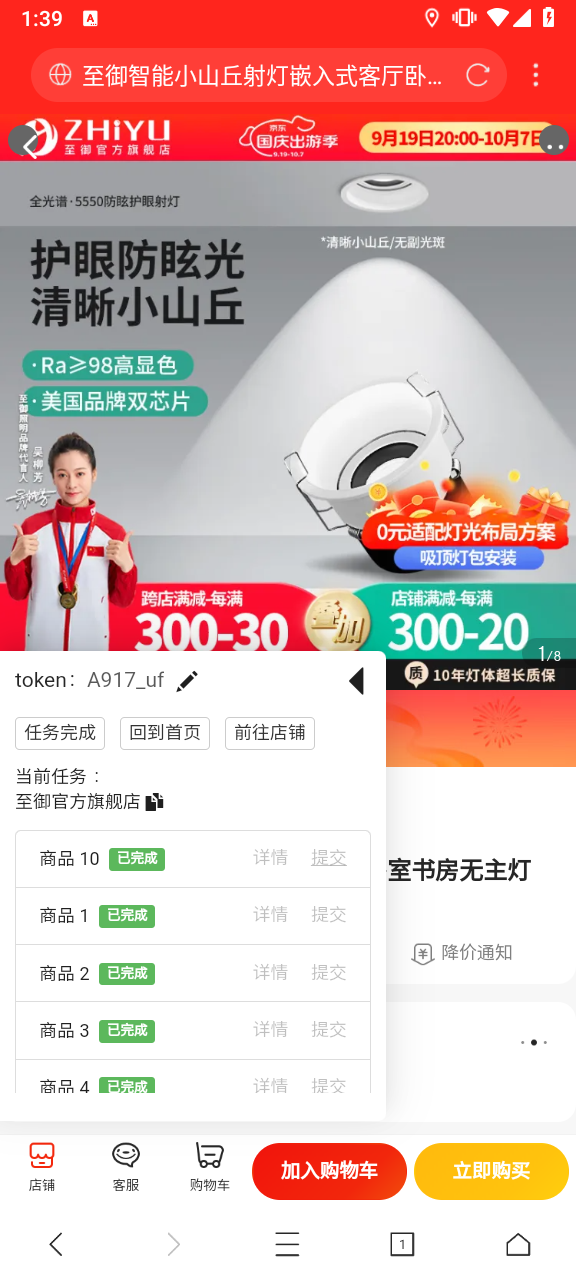 1:39
A
至御智能小山丘射灯嵌入式客厅卧...
ZHiYU
至御官方旗舰店
京东
国庆出游季
9.19-10.7
9月19日20:00-10月7日
全光谱·5550防眩护眼射灯
*清晰小山丘/无副光斑
护眼防眩光
清晰小山丘
·Ra≥98高显色
·美国品牌双芯片
至御照明品牌代言人
吴柳芳
0元适配灯光布局方案
吸顶灯包安装
跨店满减-每满
300-30
叠加
店铺满减-每满
300-20
1/8
质 10年灯体超长质保
token： A917_uf
任务完成
回到首页
前往店铺
当前任务：
至御官方旗舰店
商品 10 已完成 详情 提交
室书房无主灯
商品 1 已完成 详情 提交
降价通知
商品 2 已完成 详情 提交
商品 3 已完成 详情 提交
商品 4 已完成 详情 提交
店铺
客服
购物车
加入购物车
立即购买
1